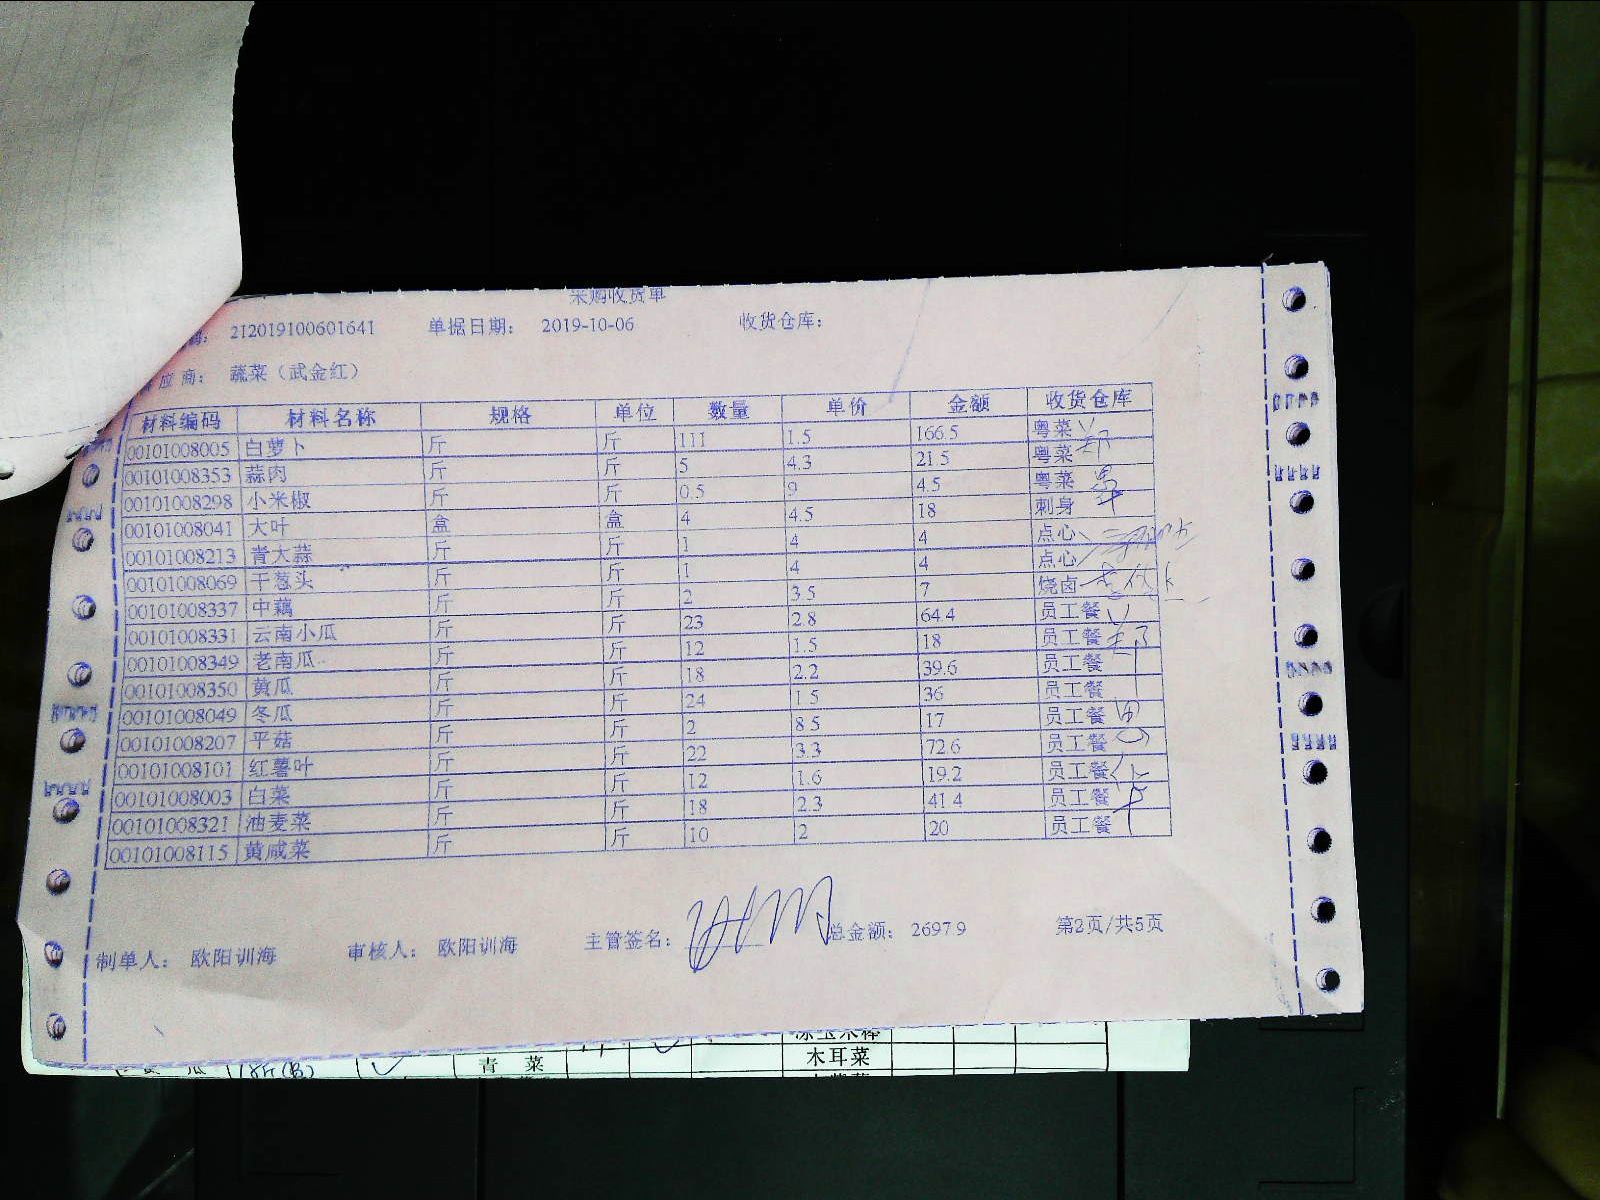 采购收货单
212019100601641 单据日期： 2019-10-06 收货仓库：
应商： 蔬菜（武金红）
材料编码 材料名称 规格 单位 数量 单价 金额 收货仓库
00101008005 白萝卜 斤 斤 111 1.5 166.5 粤菜
00101008353 蒜肉 斤 斤 5 4.3 21.5 粤菜
00101008298 小米椒 斤 斤 0.5 9 4.5 粤菜
00101008041 大叶 盒 盒 4 4.5 18 刺身
00101008213 青大蒜 斤 斤 1 4 4 点心
00101008069 干葱头 斤 斤 1 4 4 点心
00101008337 中藕 斤 斤 2 3.5 7 烧卤
00101008331 云南小瓜 斤 斤 23 2.8 64.4 员工餐
00101008349 老南瓜 斤 斤 12 1.5 18 员工餐
00101008350 黄瓜 斤 斤 18 2.2 39.6 员工餐
00101008049 冬瓜 斤 斤 24 1.5 36 员工餐
00101008207 平菇 斤 斤 2 8.5 17 员工餐
00101008101 红薯叶 斤 斤 22 3.3 72.6 员工餐
00101008003 白菜 斤 斤 12 1.6 19.2 员工餐
00101008321 油麦菜 斤 斤 18 2.3 41.4 员工餐
00101008115 黄咸菜 斤 斤 10 2 20 员工餐
制单人： 欧阳训海 审核人： 欧阳训海 主管签名： 总金额： 2697.9 第2页/共5页
青 菜 木耳菜